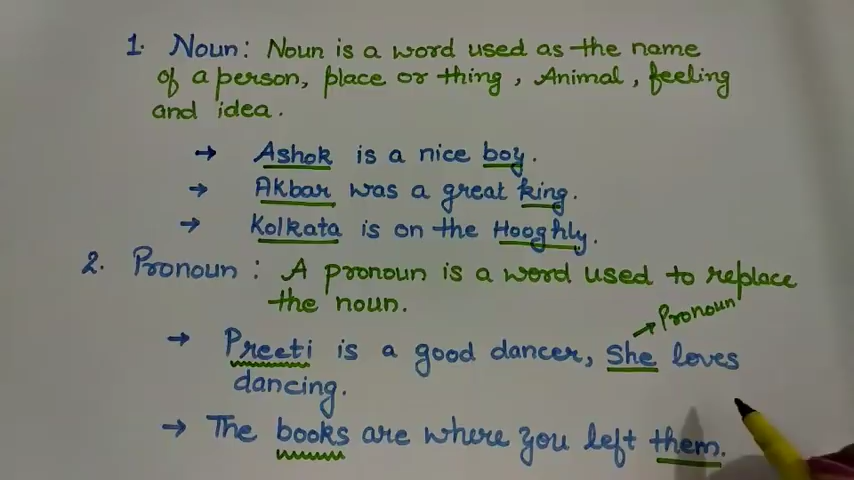 1. Noun: Noun is a word used as the name
of a person, place or thing, Animal, feeling
and idea.
→ Ashok is a nice boy.
→ Akbar was a great king.
→ Kolkata is on the Hooghly.
2. Pronoun: A pronoun is a word used to replace
the noun.
Pronoun
→ Preeti is a good dancer, She loves
dancing.
→ The books are where you left them.